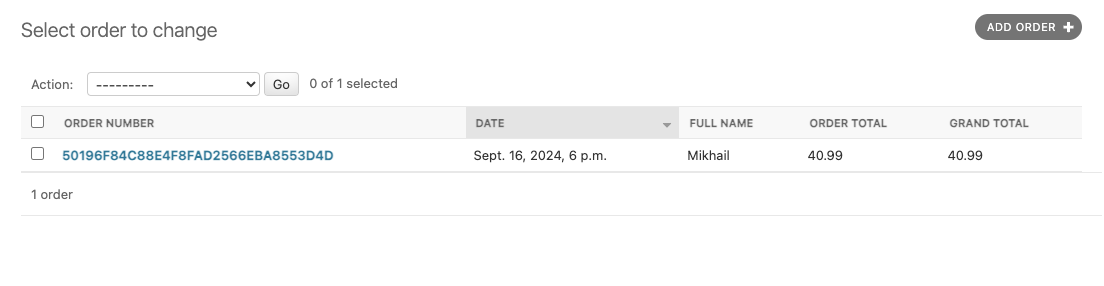 Select order to change
ADD ORDER +
Action: --------- Go 0 of 1 selected
ORDER NUMBER DATE FULL NAME ORDER TOTAL GRAND TOTAL
50196F84C88E4F8FAD2566EBA8553D4D Sept. 16, 2024, 6 p.m. Mikhail 40.99 40.99
1 order